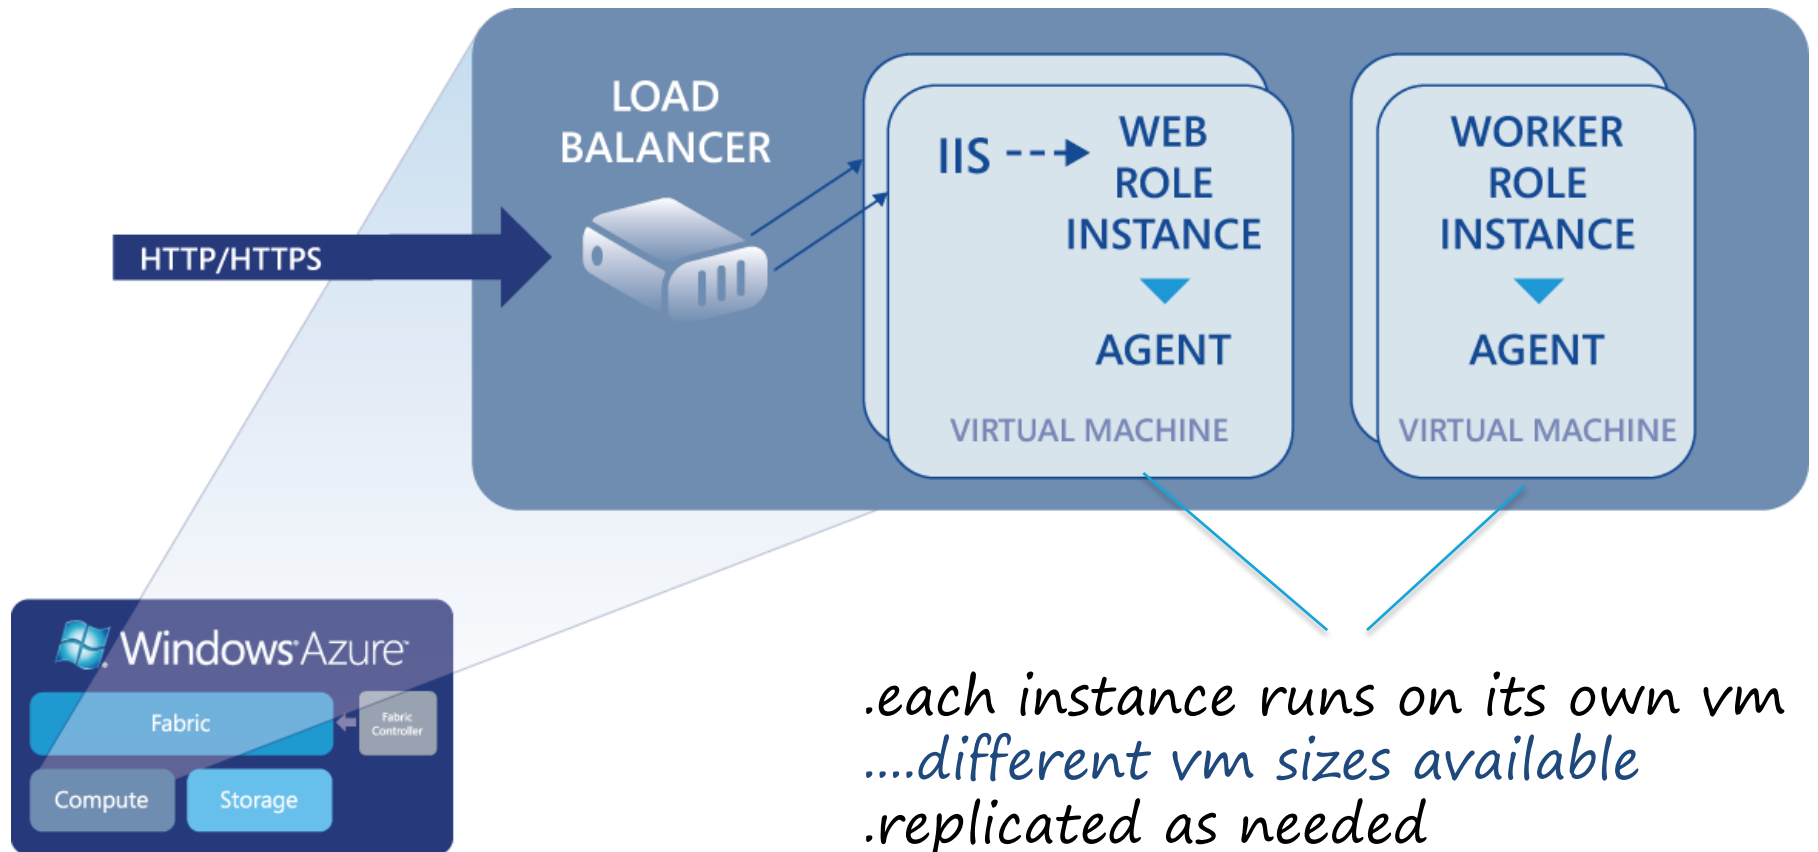 LOAD
BALANCER
HTTP/HTTPS
IIS
WEB
ROLE
INSTANCE
AGENT
VIRTUAL MACHINE
WORKER
ROLE
INSTANCE
AGENT
VIRTUAL MACHINE
Windows® Azure™
Fabric
Fabric
Controller
Compute
Storage
.each instance runs on its own vm
....different vm sizes available
.replicated as needed